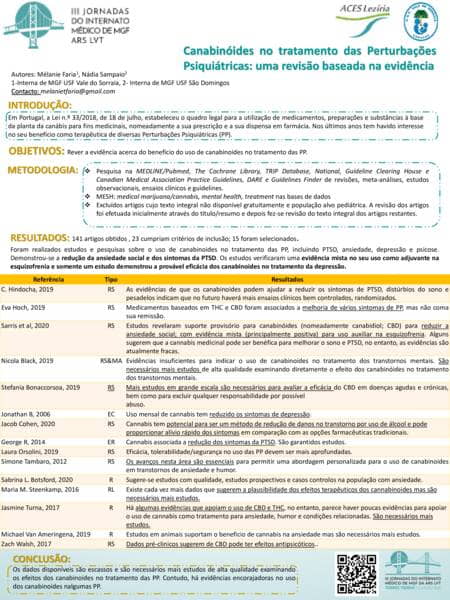 III JORNADAS
DO INTERNATO
MÉDICO DE MGF
ARS LVT
ACES Lezíria
Canabinóides no tratamento das Perturbações
Psiquiátricas: uma revisão baseada na evidência
Autores: Mélanie Faria¹, Nádia Sampaio²
1-Interna de MGF USF Vale do Sorraia, 2- Interna de MGF USF São Domingos
Contacto: melanietfaria@gmail.com
INTRODUÇÃO:
Em Portugal, a Lei n.º 33/2018, de 18 de julho, estabeleceu o quadro legal para a utilização de medicamentos, preparações e substâncias à base
da planta da canábis para fins medicinais, nomeadamente a sua prescrição e a sua dispensa em farmácia. Nos últimos anos tem havido interesse
no seu benefício como terapêutica de diversas Perturbações Psiquiátricas (PP).
OBJETIVOS: Rever a evidência acerca do benefício do uso de canabinoides no tratamento das PP.
METODOLOGIA:
Pesquisa na MEDLINE/Pubmed, The Cochrane Library, TRIP Database, National, Guideline Clearing House e
Canadian Medical Association Practice Guidelines, DARE e Guidelines Finder de revisões, meta-análises, estudos
observacionais, ensaios clínicos e guidelines.
MESH: medical marijuana/cannabis, mental health, treatment nas bases de dados
Excluídos artigos cujo texto integral não disponível gratuitamente e população alvo pediátrica. A revisão dos artigos
foi efetuada inicialmente através do título/resumo e depois fez-se revisão do texto integral dos artigos restantes.
RESULTADOS: 141 artigos obtidos , 23 cumpriam critérios de inclusão; 15 foram selecionados.
Foram realizados estudos e pesquisas sobre o uso de canabinoides no tratamento das PP, incluindo PTSD, ansiedade, depressão e psicose.
Demonstrou-se a redução da ansiedade social e dos sintomas da PTSD. Os estudos verificaram uma evidência mista no seu uso como adjuvante na
esquizofrenia e somente um estudo demonstrou a provável eficácia dos canabinoides no tratamento da depressão.
Referência Tipo Resultados
C. Hindocha, 2019 RS As evidências de que os canabinoides podem ajudar a reduzir os sintomas de PTSD, distúrbios do sono e
pesadelos indicam que no futuro haverá mais ensaios clínicos bem controlados, randomizados.
Eva Hoch, 2019 RS Medicamentos baseados em THC e CBD foram associados a melhoria de vários sintomas de PP, mas não com a
sua remissão.
Sarris et al, 2020 RS Estudos revelaram suporte provisório para canabinóides (nomeadamente canabidiol; CBD) para reduzir a
ansiedade social, com evidência mista (principalmente positiva) para uso auxiliar na esquizofrenia. Alguns
sugerem que a cannabis medicinal pode ser benéfica para melhorar o sono e PTSD, no entanto, as evidências são
atualmente fracas.
Nicola Black, 2019 RS&MA Evidências insuficientes para indicar o uso de canabinoides no tratamento dos transtornos mentais. São
necessários mais estudos de alta qualidade examinando diretamente o efeito dos canabinóides no tratamento
dos transtornos mentais.
Stefania Bonaccorsoa, 2019 RS Mais estudos em grande escala são necessários para avaliar a eficácia do CBD em doenças agudas e crónicas,
bem como para excluir qualquer responsabilidade por possível
abuso.
Jonathan B, 2006 EC Uso mensal de cannabis tem reduzido os sintomas de depressão.
Jacob Cohen, 2020 RS Cannabis tem potencial para ser um método de redução de danos no transtorno por uso de álcool e pode
proporcionar alívio rápido dos sintomas em comparação com as opções farmacêuticas tradicionais.
George R, 2014 ER Cannabis associada a redução dos sintomas da PTSD. São garantidos estudos.
Laura Orsolini, 2019 RS Eficácia, tolerabilidade/segurança no uso das PP devem ser mais aprofundadas.
Simone Tambaro, 2012 RS Os avanços nesta área são essenciais para permitir uma abordagem personalizada para o uso de canabinoides
em transtornos de ansiedade e humor.
Sabrina L. Botsford, 2020 R Sugere-se estudos com qualidade, estudos prospectivos e casos controlos na população com ansiedade.
Maria M. Steenkamp, 2016 RL Existe cada vez mais dados que sugerem a plausibilidade dos efeitos terapêuticos dos cannabinoides mas são
necessários mais estudos.
Jasmine Turna, 2017 R Há algumas evidências que apoiam o uso de CBD e THC, no entanto, parece haver poucas evidências para apoiar
o uso de cannabis como tratamento para ansiedade, humor e condições relacionadas. São necessários mais
estudos.
Michael Van Ameringena, 2019 R Estudos em animais suportam o benefício de cannabis na ansiedade mas são necessários mais estudos.
Zach Walsh, 2017 RS Dados pré-clinicos sugerem de CBD pode ter efeitos antipsicóticos..
CONCLUSÃO:
Os dados disponíveis são escassos e são necessários mais estudos de alta qualidade examinando
os efeitos dos canabinoides no tratamento das PP. Contudo, há evidências encorajadoras no uso
dos canabinóides nalgumas PP.
III JORNADAS
DO INTERNATO
MÉDICO DE MGF
DA ARS LVT